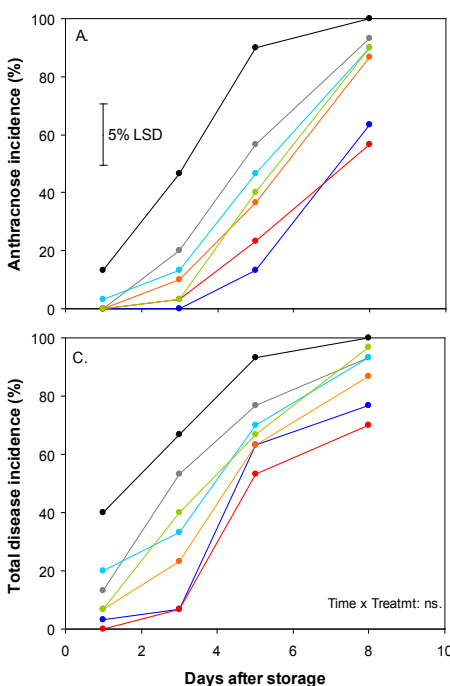 A.
Anthracnose incidence (%)
100
80
60
40
20
0
5% LSD
C.
Total disease incidence (%)
100
80
60
40
20
0
Time x Treatmt: ns.
0 2 4 6 8 10
Days after storage